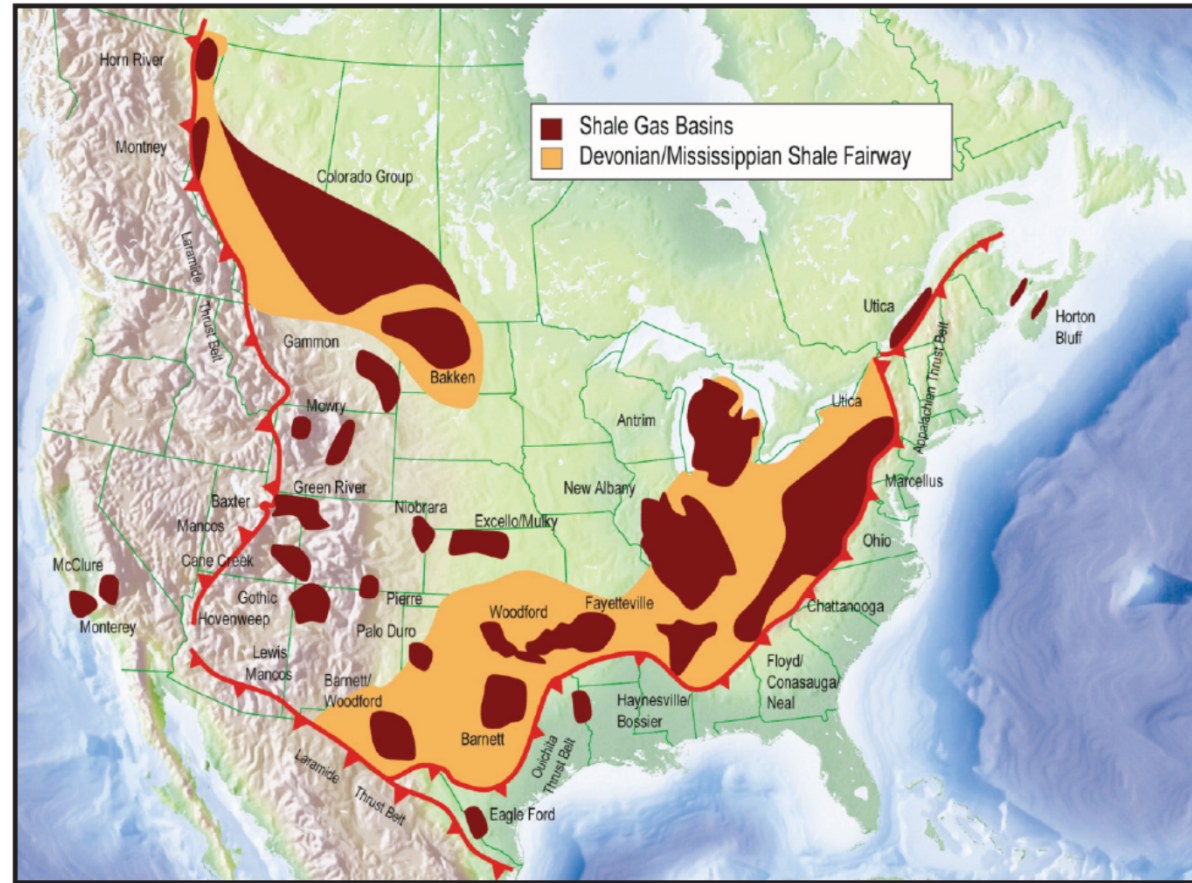 Shale Gas Basins
Devonian/Mississippian Shale Fairway
Horn River
Montney
Colorado Group
Laramide
Thrust Belt
Gammon
Bakken
Mowry
Utica
Horton
Bluff
Appalachian Thrust Belt
Utica
Antrim
New Albany
Marcellus
Green River
Baxter
Mancos
Niobrara
Excello/Mulky
Ohio
Cane Creek
McClure
Monterey
Gothic
Hovenweep
Pierre
Woodford
Fayetteville
Chattanooga
Palo Duro
Lewis
Mancos
Barnett/
Woodford
Floyd/
Conasauga/
Neal
Haynesville/
Bossier
Barnett
Ouichita
Thrust Belt
Laramide
Thrust Belt
Eagle Ford